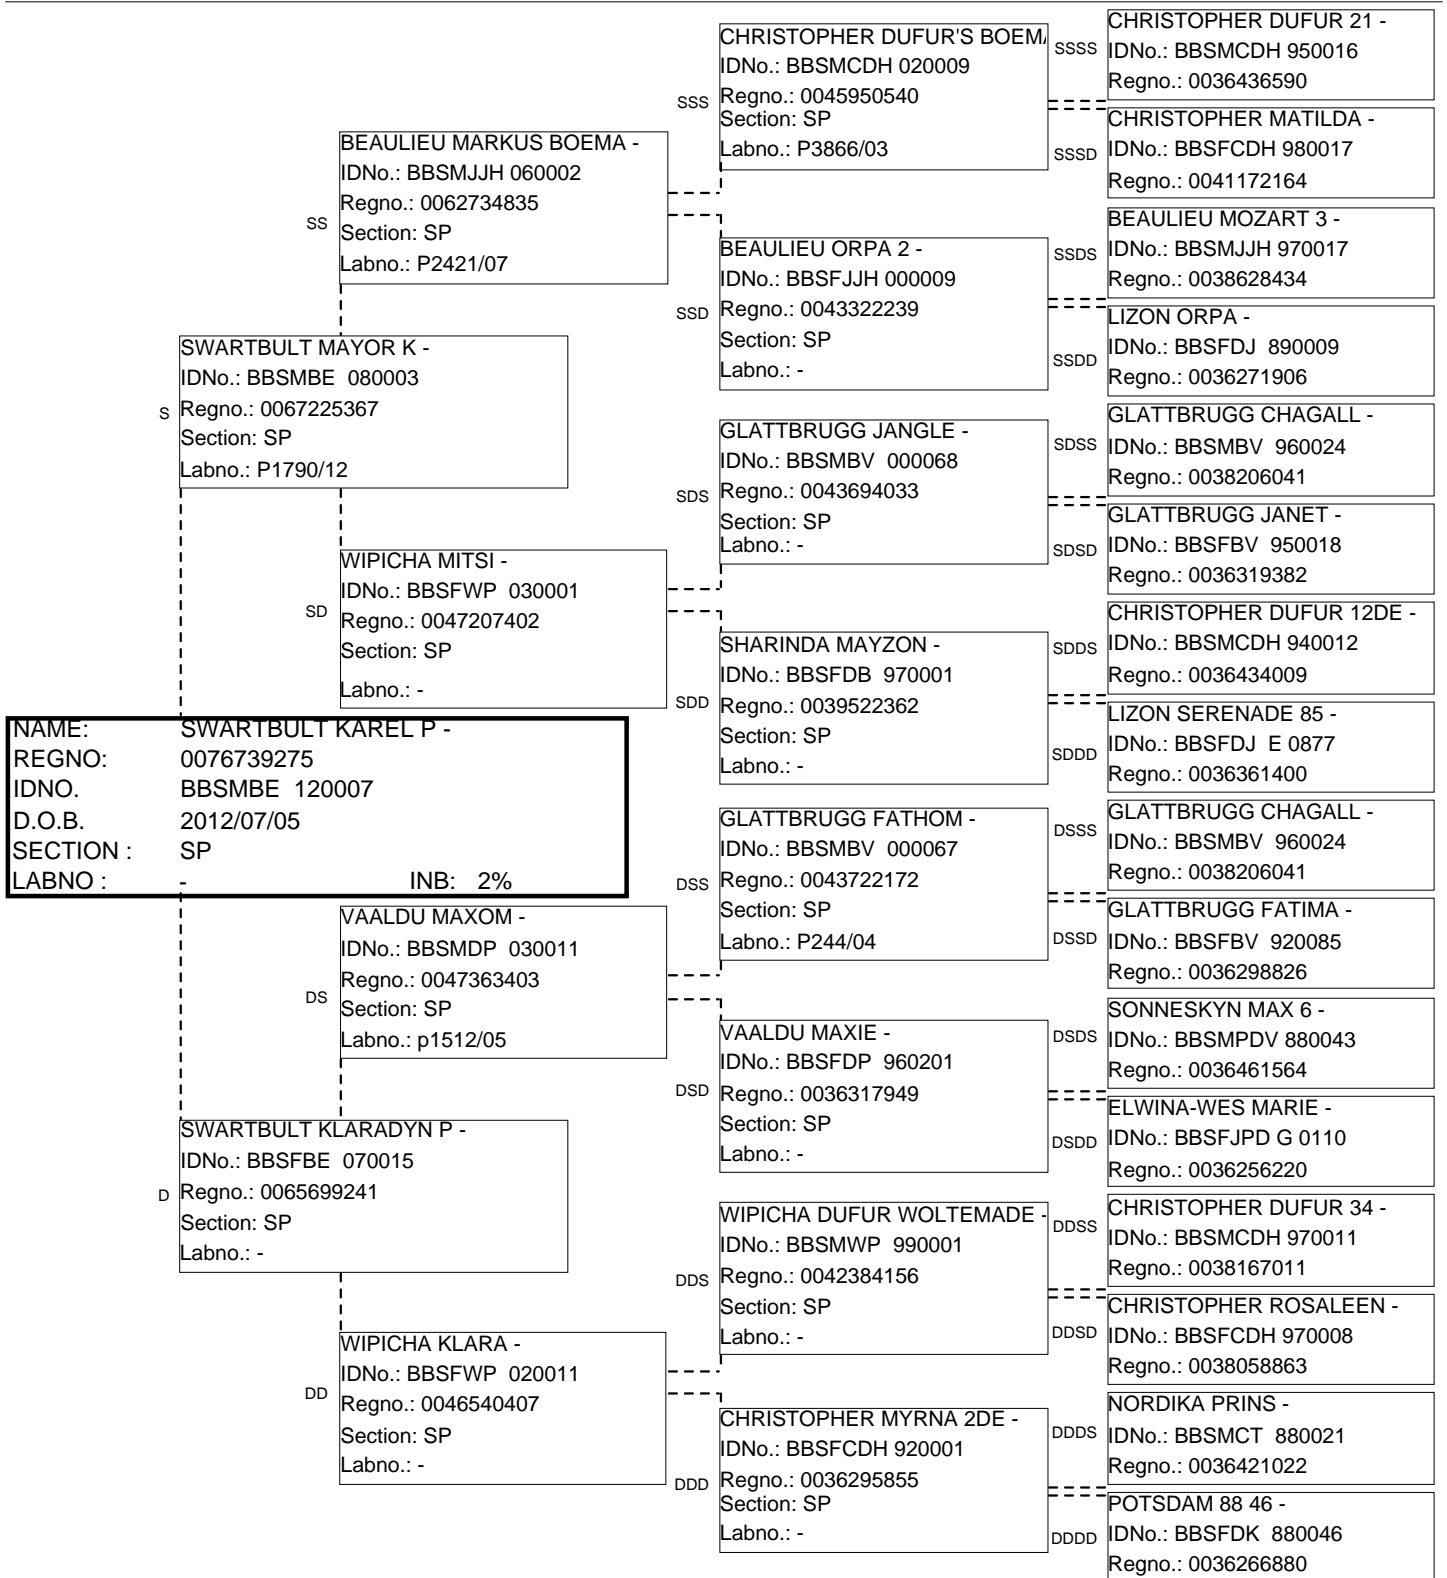 NAME: SWARTBULT KAREL P -
REGNO: 0076739275
IDNO. BBSMBE 120007
D.O.B. 2012/07/05
SECTION : SP
LABNO : - INB: 2%
S
SWARTBULT MAYOR K -
IDNo.: BBSMBE 080003
Regno.: 0067225367
Section: SP
Labno.: P1790/12
D
SWARTBULT KLARADYN P -
IDNo.: BBSFBE 070015
Regno.: 0065699241
Section: SP
Labno.: -
SS
BEAULIEU MARKUS BOEMA -
IDNo.: BBSMJJH 060002
Regno.: 0062734835
Section: SP
Labno.: P2421/07
SD
WIPICHA MITSI -
IDNo.: BBSFWP 030001
Regno.: 0047207402
Section: SP
Labno.: -
DS
VAALDU MAXOM -
IDNo.: BBSMDP 030011
Regno.: 0047363403
Section: SP
Labno.: p1512/05
DD
WIPICHA KLARA -
IDNo.: BBSFWP 020011
Regno.: 0046540407
Section: SP
Labno.: -
SSS
CHRISTOPHER DUFUR'S BOEMA
IDNo.: BBSMCDH 020009
Regno.: 0045950540
Section: SP
Labno.: P3866/03
SSD
BEAULIEU ORPA 2 -
IDNo.: BBSFJJH 000009
Regno.: 0043322239
Section: SP
Labno.: -
SDS
GLATTBRUGG JANGLE -
IDNo.: BBSMBV 000068
Regno.: 0043694033
Section: SP
Labno.: -
SDD
SHARINDA MAYZON -
IDNo.: BBSFDB 970001
Regno.: 0039522362
Section: SP
Labno.: -
DSS
GLATTBRUGG FATHOM -
IDNo.: BBSMBV 000067
Regno.: 0043722172
Section: SP
Labno.: P244/04
DSD
VAALDU MAXIE -
IDNo.: BBSFDP 960201
Regno.: 0036317949
Section: SP
Labno.: -
DDS
WIPICHA DUFUR WOLTEMADE -
IDNo.: BBSMWP 990001
Regno.: 0042384156
Section: SP
Labno.: -
DDD
CHRISTOPHER MYRNA 2DE -
IDNo.: BBSFCDH 920001
Regno.: 0036295855
Section: SP
Labno.: -
SSSS
CHRISTOPHER DUFUR 21 -
IDNo.: BBSMCDH 950016
Regno.: 0036436590
SSSD
CHRISTOPHER MATILDA -
IDNo.: BBSFCDH 980017
Regno.: 0041172164
SSDS
BEAULIEU MOZART 3 -
IDNo.: BBSMJJH 970017
Regno.: 0038628434
SSDD
LIZON ORPA -
IDNo.: BBSFDJ 890009
Regno.: 0036271906
SDSS
GLATTBRUGG CHAGALL -
IDNo.: BBSMBV 960024
Regno.: 0038206041
SDSD
GLATTBRUGG JANET -
IDNo.: BBSFBV 950018
Regno.: 0036319382
SDDS
CHRISTOPHER DUFUR 12DE -
IDNo.: BBSMCDH 940012
Regno.: 0036434009
SDDD
LIZON SERENADE 85 -
IDNo.: BBSFDJ E 0877
Regno.: 0036361400
DSSS
GLATTBRUGG CHAGALL -
IDNo.: BBSMBV 960024
Regno.: 0038206041
DSSD
GLATTBRUGG FATIMA -
IDNo.: BBSFBV 920085
Regno.: 0036298826
DSDS
SONNESKYN MAX 6 -
IDNo.: BBSMPDV 880043
Regno.: 0036461564
DSDD
ELWINA-WES MARIE -
IDNo.: BBSFJPD G 0110
Regno.: 0036256220
DDSS
CHRISTOPHER DUFUR 34 -
IDNo.: BBSMCDH 970011
Regno.: 0038167011
DDSD
CHRISTOPHER ROSALEEN -
IDNo.: BBSFCDH 970008
Regno.: 0038058863
DDDS
NORDIKA PRINS -
IDNo.: BBSMCT 880021
Regno.: 0036421022
DDDD
POTSDAM 88 46 -
IDNo.: BBSFDK 880046
Regno.: 0036266880